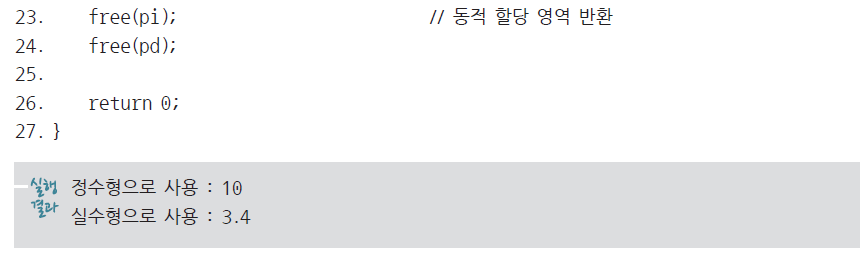 23. free(pi); // 동적 할당 영역 반환
24. free(pd);
25.
26. return 0;
27. }
실행 정수형으로 사용 : 10
결과 실수형으로 사용 : 3.4